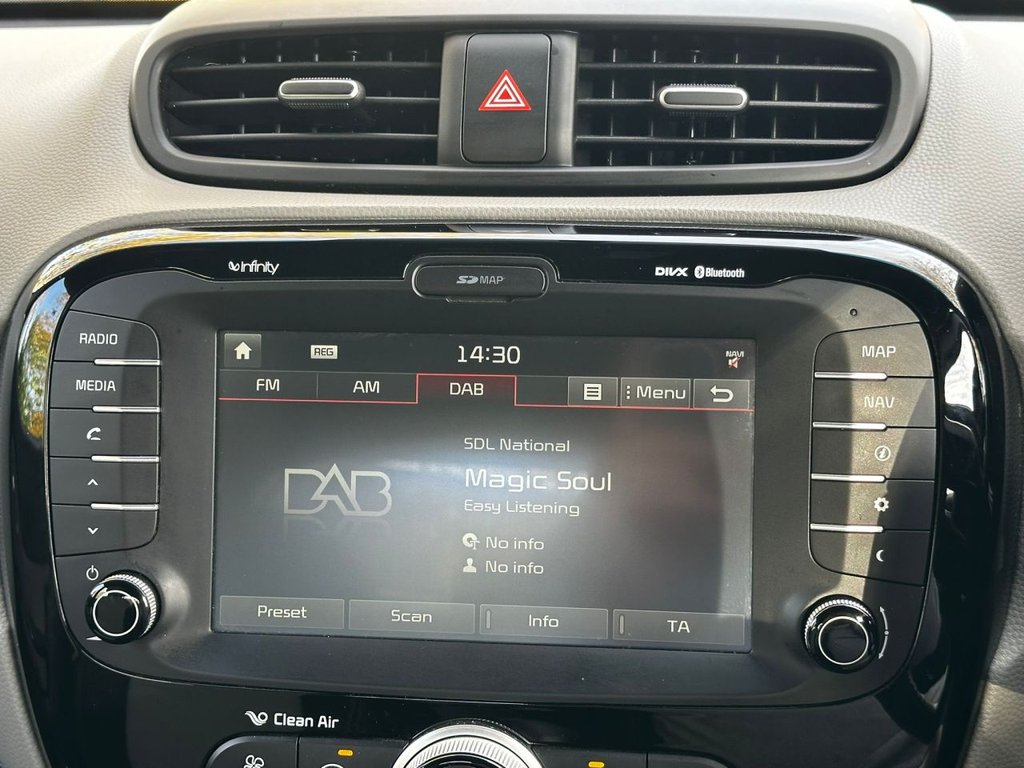 infinity
SD MAP
DIVX Bluetooth
RADIO
MEDIA
MAP
NAV
REG
14:30
NAVI
FM
AM
DAB
Menu
SDL National
DAB
Magic Soul
Easy Listening
No info
No info
Preset
Scan
Info
TA
Clean Air